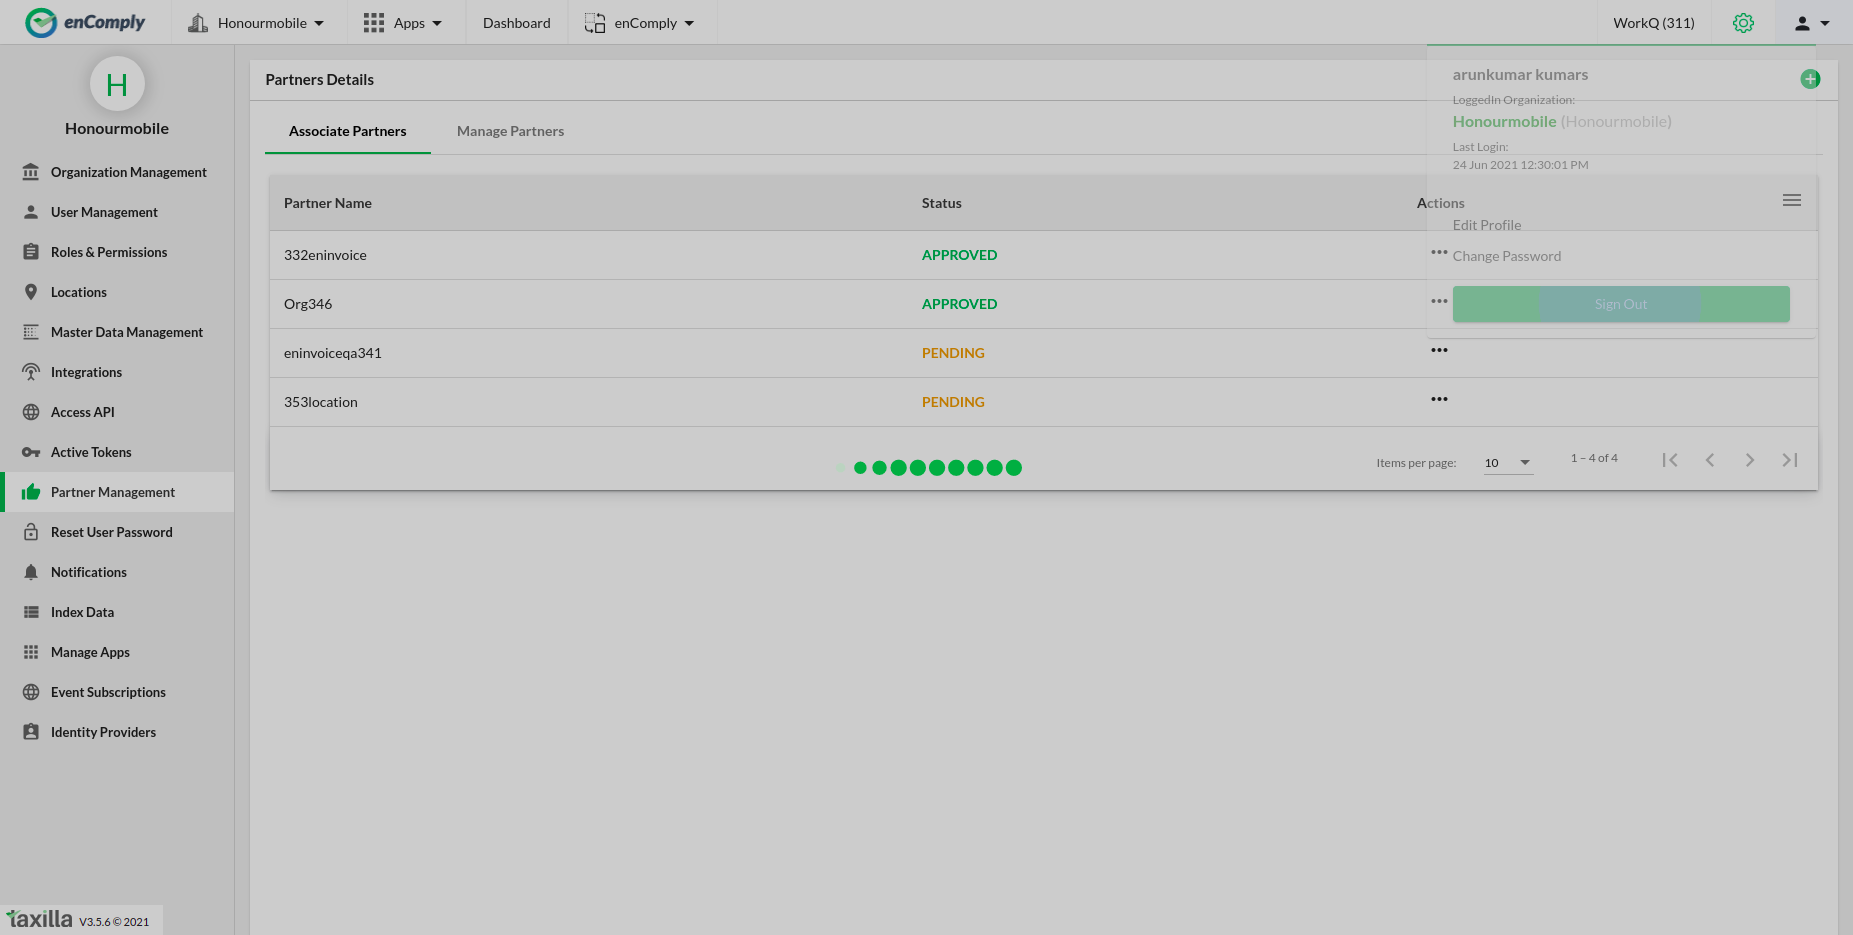 enComply
Honourmobile
Apps
Dashboard
enComply
WorkQ (311)
H
Honourmobile
Organization Management
User Management
Roles & Permissions
Locations
Master Data Management
Integrations
Access API
Active Tokens
Partner Management
Reset User Password
Notifications
Index Data
Manage Apps
Event Subscriptions
Identity Providers
taxilla V3.5.6 © 2021
Partners Details
Associate Partners
Manage Partners
Partner Name Status Actions
332eninvoice APPROVED
Org346 APPROVED
eninvoiceqa341 PENDING
353location PENDING
Items per page: 10 1 – 4 of 4
arunkumar kumars
LoggedIn Organization:
Honourmobile (Honourmobile)
Last Login:
24 Jun 2021 12:30:01 PM
Edit Profile
Change Password
Sign Out